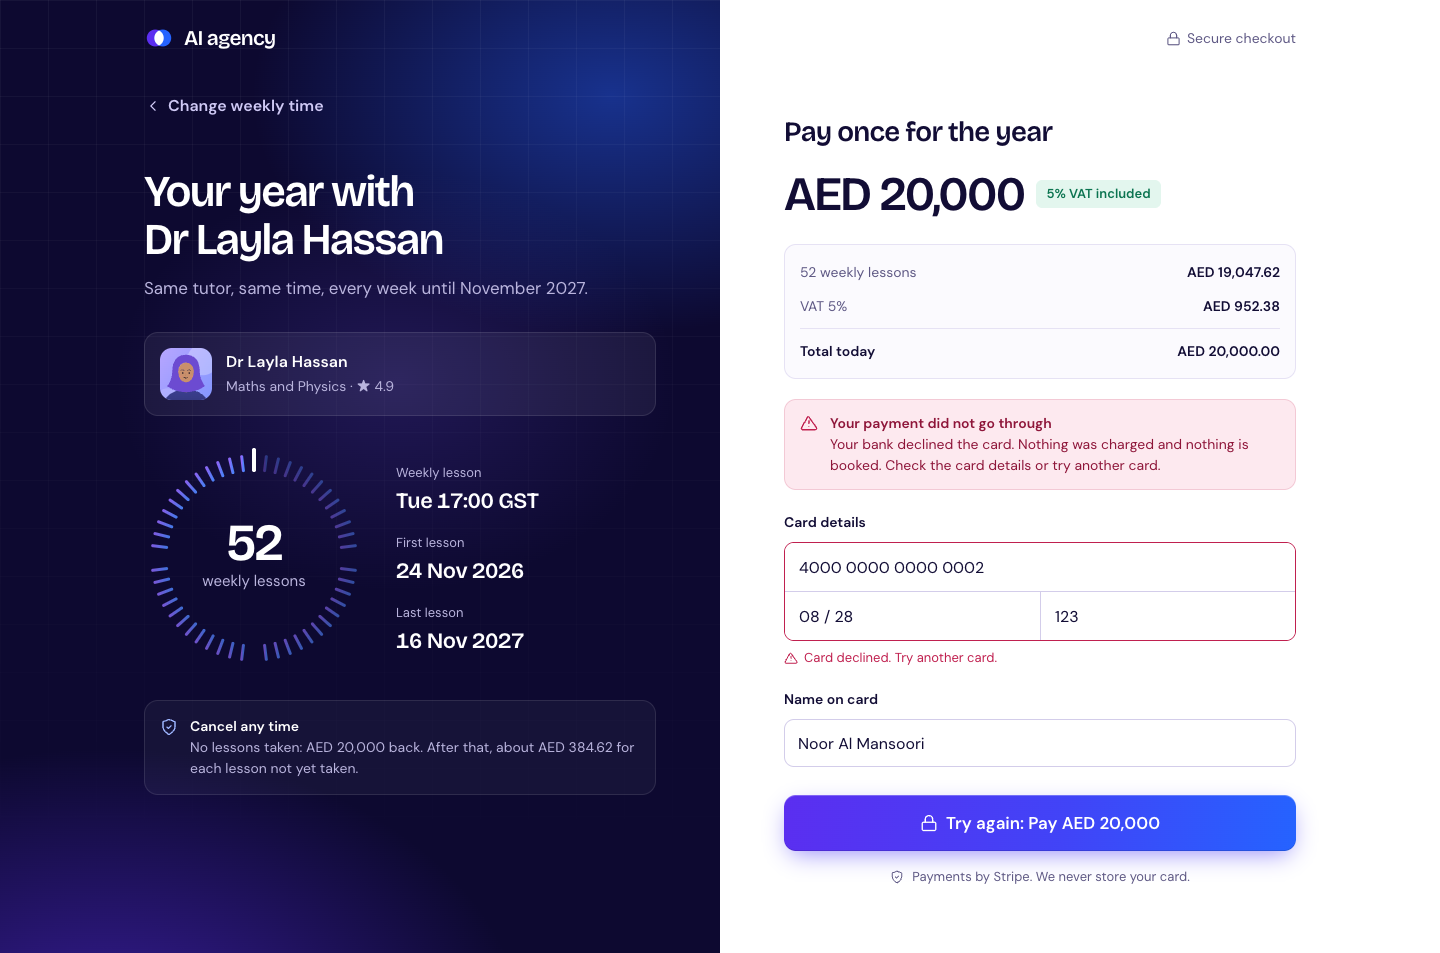 AI agency
Change weekly time
Your year with
Dr Layla Hassan
Same tutor, same time, every week until November 2027.
Dr Layla Hassan
Maths and Physics · ★ 4.9
52
weekly lessons
Weekly lesson
Tue 17:00 GST
First lesson
24 Nov 2026
Last lesson
16 Nov 2027
Cancel any time
No lessons taken: AED 20,000 back. After that, about AED 384.62 for
each lesson not yet taken.
Secure checkout
Pay once for the year
AED 20,000 5% VAT included
52 weekly lessons AED 19,047.62
VAT 5% AED 952.38
Total today AED 20,000.00
Your payment did not go through
Your bank declined the card. Nothing was charged and nothing is
booked. Check the card details or try another card.
Card details
4000 0000 0000 0002
08 / 28 123
Card declined. Try another card.
Name on card
Noor Al Mansoori
Try again: Pay AED 20,000
Payments by Stripe. We never store your card.